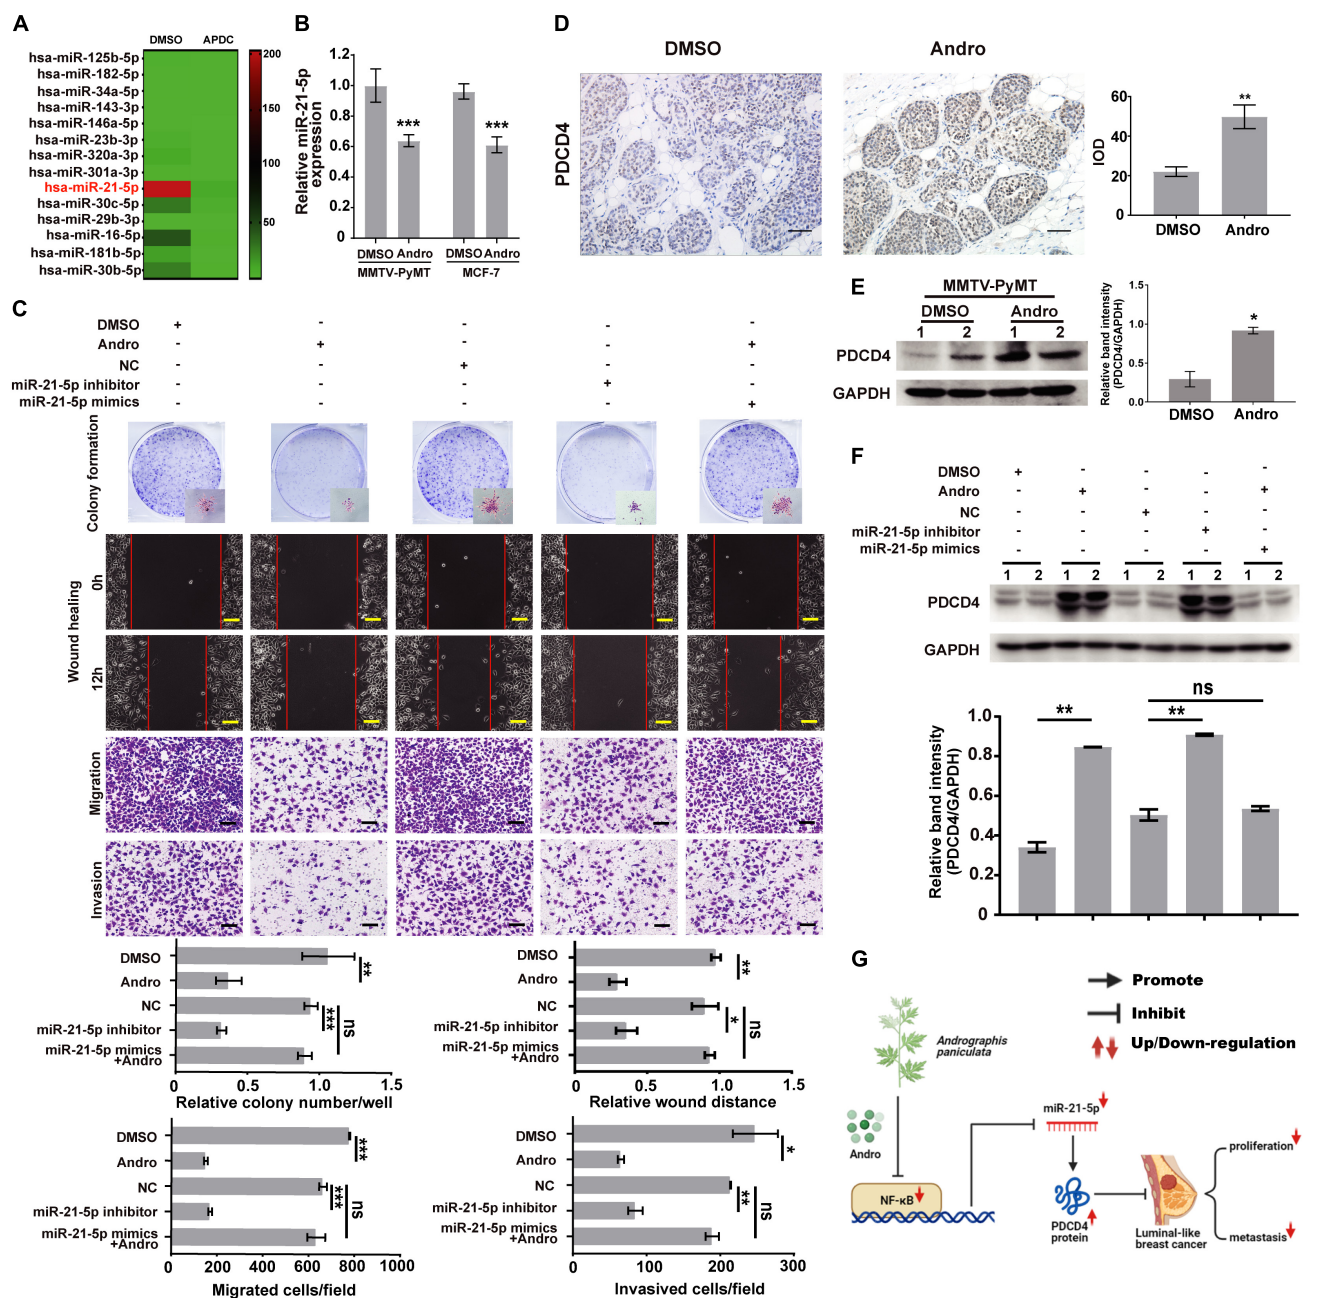 A
DMSO APDC
hsa-miR-125b-5p
hsa-miR-182-5p
hsa-miR-34a-5p
hsa-miR-143-3p
hsa-miR-146a-5p
hsa-miR-23b-3p
hsa-miR-320a-3p
hsa-miR-301a-3p
hsa-miR-21-5p
hsa-miR-30c-5p
hsa-miR-29b-3p
hsa-miR-16-5p
hsa-miR-181b-5p
hsa-miR-30b-5p
200
150
100
50
B
Relative miR-21-5p
expression
1.2
1
0.8
0.6
0.4
0.2
0
*** ***
DMSO Andro DMSO Andro
MMTV-PyMT MCF-7
C
DMSO + - - - -
Andro - + - - +
NC - - + - -
miR-21-5p inhibitor - - - + -
miR-21-5p mimics - - - - +
Colony formation
Wound healing
0h
12h
Migration
Invasion
DMSO
Andro
NC
miR-21-5p inhibitor
miR-21-5p mimics
+Andro
** *** ns
0 0.5 1.0 1.5
Relative colony number/well
DMSO
Andro
NC
miR-21-5p inhibitor
miR-21-5p mimics
+Andro
** * ns
0 0.5 1.0 1.5
Relative wound distance
DMSO
Andro
NC
miR-21-5p inhibitor
miR-21-5p mimics
+Andro
*** *** ns
0 200 400 600 800 1000
Migrated cells/field
DMSO
Andro
NC
miR-21-5p inhibitor
miR-21-5p mimics
+Andro
* ** ns
0 100 200 300
Invasived cells/field
D
DMSO Andro
PDCD4
IOD
60
40
20
0
**
DMSO Andro
E
MMTV-PyMT
DMSO Andro
1 2 1 2
PDCD4
GAPDH
Relative band intensity
(PDCD4/GAPDH)
1.5
1.0
0.5
0.0
*
DMSO Andro
F
DMSO + - - - -
Andro - + - - +
NC - - + - -
miR-21-5p inhibitor - - - + -
miR-21-5p mimics - - - - +
1 2 1 2 1 2 1 2 1 2
PDCD4
GAPDH
Relative band intensity
(PDCD4/GAPDH)
1.0
0.8
0.6
0.4
0.2
0
** ** ns
G
Promote
Inhibit
Up/Down-regulation
Andrographis
paniculata
Andro
NF-κB
miR-21-5p
PDCD4
protein
Luminal-like
breast cancer
proliferation
metastasis